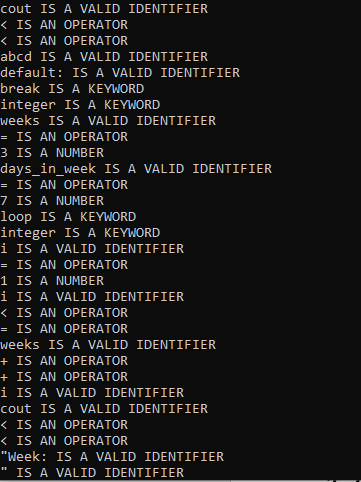 cout IS A VALID IDENTIFIER
< IS AN OPERATOR
< IS AN OPERATOR
abcd IS A VALID IDENTIFIER
default: IS A VALID IDENTIFIER
break IS A KEYWORD
integer IS A KEYWORD
weeks IS A VALID IDENTIFIER
= IS AN OPERATOR
3 IS A NUMBER
days_in_week IS A VALID IDENTIFIER
= IS AN OPERATOR
7 IS A NUMBER
loop IS A KEYWORD
integer IS A KEYWORD
i IS A VALID IDENTIFIER
= IS AN OPERATOR
1 IS A NUMBER
i IS A VALID IDENTIFIER
< IS AN OPERATOR
= IS AN OPERATOR
weeks IS A VALID IDENTIFIER
+ IS AN OPERATOR
+ IS AN OPERATOR
i IS A VALID IDENTIFIER
cout IS A VALID IDENTIFIER
< IS AN OPERATOR
< IS AN OPERATOR
"Week: IS A VALID IDENTIFIER
" IS A VALID IDENTIFIER